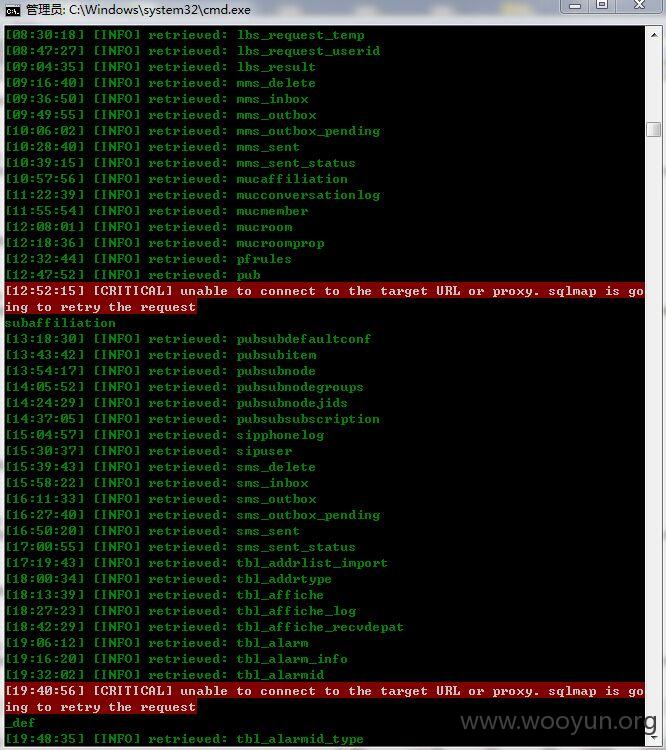 管理员: C:\Windows\system32\cmd.exe
[08:30:18] [INFO] retrieved: lbs_request_temp
[08:47:27] [INFO] retrieved: lbs_request_userid
[09:04:35] [INFO] retrieved: lbs_result
[09:16:40] [INFO] retrieved: mms_delete
[09:36:50] [INFO] retrieved: mms_inbox
[09:49:55] [INFO] retrieved: mms_outbox
[10:06:02] [INFO] retrieved: mms_outbox_pending
[10:28:40] [INFO] retrieved: mms_sent
[10:39:15] [INFO] retrieved: mms_sent_status
[10:57:56] [INFO] retrieved: mucaffiliation
[11:22:39] [INFO] retrieved: mucconversationlog
[11:55:54] [INFO] retrieved: mucmember
[12:08:01] [INFO] retrieved: mucroom
[12:18:36] [INFO] retrieved: mucroomprop
[12:32:44] [INFO] retrieved: pfrules
[12:47:52] [INFO] retrieved: pub
[12:52:15] [CRITICAL] unable to connect to the target URL or proxy. sqlmap is go
ing to retry the request
subaffiliation
[13:18:30] [INFO] retrieved: pubsubdefaultconf
[13:43:42] [INFO] retrieved: pubsubitem
[13:54:17] [INFO] retrieved: pubsubnode
[14:05:52] [INFO] retrieved: pubsubnodegroups
[14:24:29] [INFO] retrieved: pubsubnodejids
[14:37:05] [INFO] retrieved: pubsubsubscription
[15:04:57] [INFO] retrieved: sipphonelog
[15:30:37] [INFO] retrieved: sipuser
[15:39:43] [INFO] retrieved: sms_delete
[15:58:22] [INFO] retrieved: sms_inbox
[16:11:33] [INFO] retrieved: sms_outbox
[16:27:40] [INFO] retrieved: sms_outbox_pending
[16:50:20] [INFO] retrieved: sms_sent
[17:00:55] [INFO] retrieved: sms_sent_status
[17:19:43] [INFO] retrieved: tbl_addrlist_import
[18:00:34] [INFO] retrieved: tbl_addrtype
[18:13:39] [INFO] retrieved: tbl_affiche
[18:27:23] [INFO] retrieved: tbl_affiche_log
[18:42:29] [INFO] retrieved: tbl_affiche_recvdepat
[19:06:12] [INFO] retrieved: tbl_alarm
[19:16:20] [INFO] retrieved: tbl_alarm_info
[19:32:02] [INFO] retrieved: tbl_alarmid
[19:40:56] [CRITICAL] unable to connect to the target URL or proxy. sqlmap is go
ing to retry the request
_def
[19:48:35] [INFO] retrieved: tbl_alarmid_type
www.wooyun.org